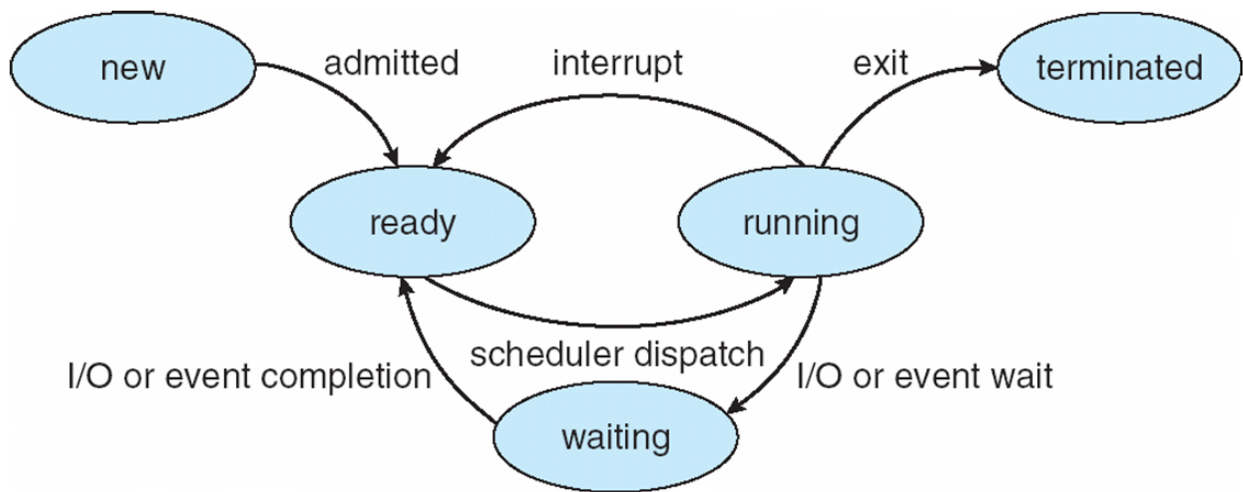 new
admitted
interrupt
exit
terminated
ready
running
I/O or event completion
scheduler dispatch
I/O or event wait
waiting